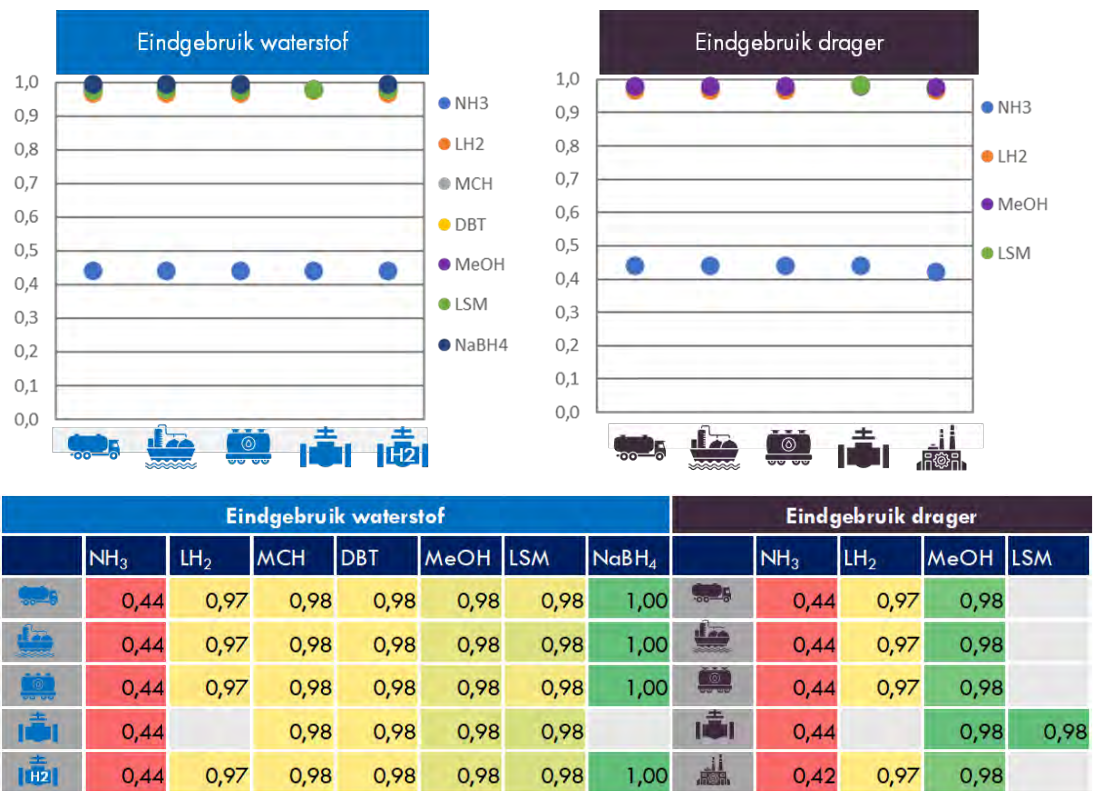 Eindgebruik waterstof
1,0
0,9
0,8
0,7
0,6
0,5
0,4
0,3
0,2
0,1
0,0
NH3
LH2
MCH
DBT
MeOH
LSM
NaBH4
H2
Eindgebruik drager
1,0
0,9
0,8
0,7
0,6
0,5
0,4
0,3
0,2
0,1
0,0
NH3
LH2
MeOH
LSM
Eindgebruik waterstof Eindgebruik drager
NH₃ LH₂ MCH DBT MeOH LSM NaBH₄ NH₃ LH₂ MeOH LSM
0,44 0,97 0,98 0,98 0,98 0,98 1,00 0,44 0,97 0,98
0,44 0,97 0,98 0,98 0,98 0,98 1,00 0,44 0,97 0,98
0,44 0,97 0,98 0,98 0,98 0,98 1,00 0,44 0,97 0,98
0,44 0,98 0,98 0,98 0,98 0,44 0,98 0,98
H2 0,44 0,97 0,98 0,98 0,98 0,98 1,00 0,42 0,97 0,98